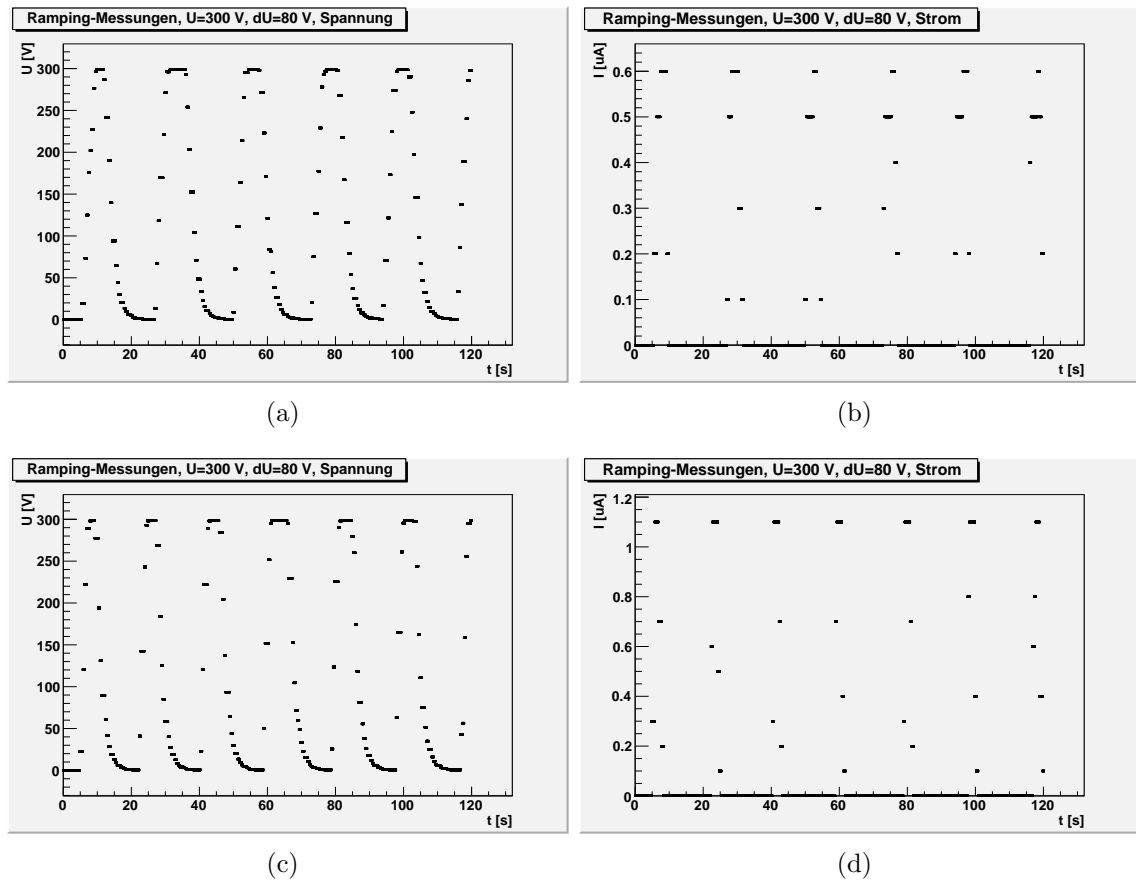 Ramping-Messungen, U=300 V, dU=80 V, Spannung
U [V]
300
250
200
150
100
50
0
0 20 40 60 80 100 120
t [s]
(a)
Ramping-Messungen, U=300 V, dU=80 V, Strom
I [uA]
0.6
0.5
0.4
0.3
0.2
0.1
0
0 20 40 60 80 100 120
t [s]
(b)
Ramping-Messungen, U=300 V, dU=80 V, Spannung
U [V]
300
250
200
150
100
50
0
0 20 40 60 80 100 120
t [s]
(c)
Ramping-Messungen, U=300 V, dU=80 V, Strom
I [uA]
1.2
1
0.8
0.6
0.4
0.2
0
0 20 40 60 80 100 120
t [s]
(d)